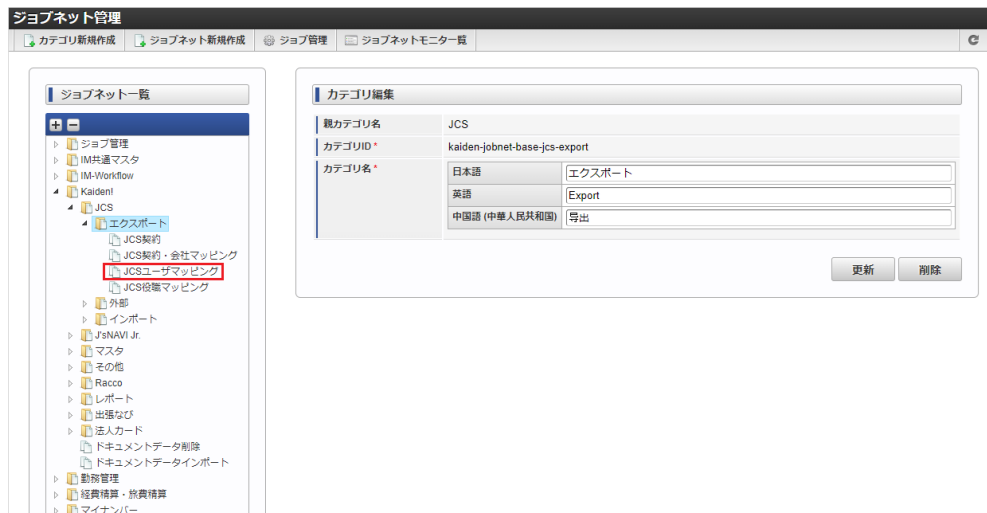 ジョブネット管理
カテゴリ新規作成 ジョブネット新規作成 ジョブ管理 ジョブネットモニター覧
ジョブネット一覧
ジョブ管理
IM共通マスタ
IM-Workflow
Kaiden!
JCS
エクスポート
JCS契約
JCS契約・会社マッピング
JCSユーザマッピング
JCS役職マッピング
外部
インポート
J'sNAVI Jr.
マスタ
その他
Racco
レポート
出張なび
法人カード
ドキュメントデータ削除
ドキュメントデータインポート
勤務管理
経費精算・旅費精算
マイナンバー
カテゴリ編集
親カテゴリ名 JCS
カテゴリID * kaiden-jobnet-base-jcs-export
カテゴリ名 * 日本語 エクスポート
英語 Export
中国語 (中華人民共和国) 导出
更新 削除